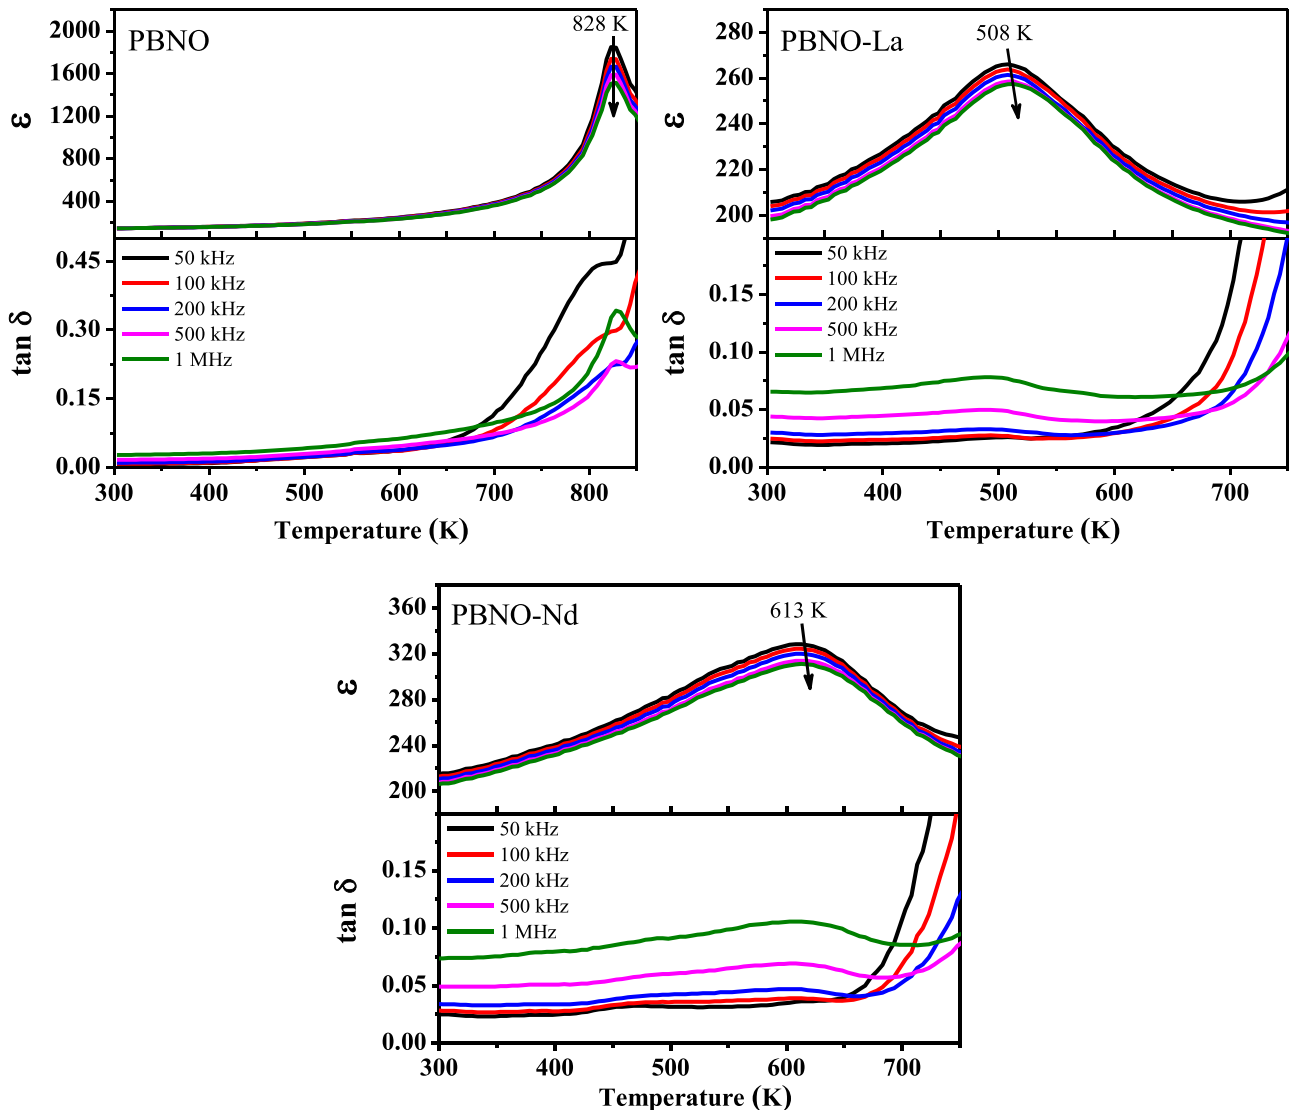 PBNO
828 K
2000
1600
1200
800
400
ε
0.45
0.30
0.15
0.00
tan δ
50 kHz
100 kHz
200 kHz
500 kHz
1 MHz
300 400 500 600 700 800
Temperature (K)
PBNO-La
508 K
280
260
240
220
200
ε
0.15
0.10
0.05
0.00
tan δ
50 kHz
100 kHz
200 kHz
500 kHz
1 MHz
300 400 500 600 700
Temperature (K)
PBNO-Nd
613 K
360
320
280
240
200
ε
0.15
0.10
0.05
0.00
tan δ
50 kHz
100 kHz
200 kHz
500 kHz
1 MHz
300 400 500 600 700
Temperature (K)